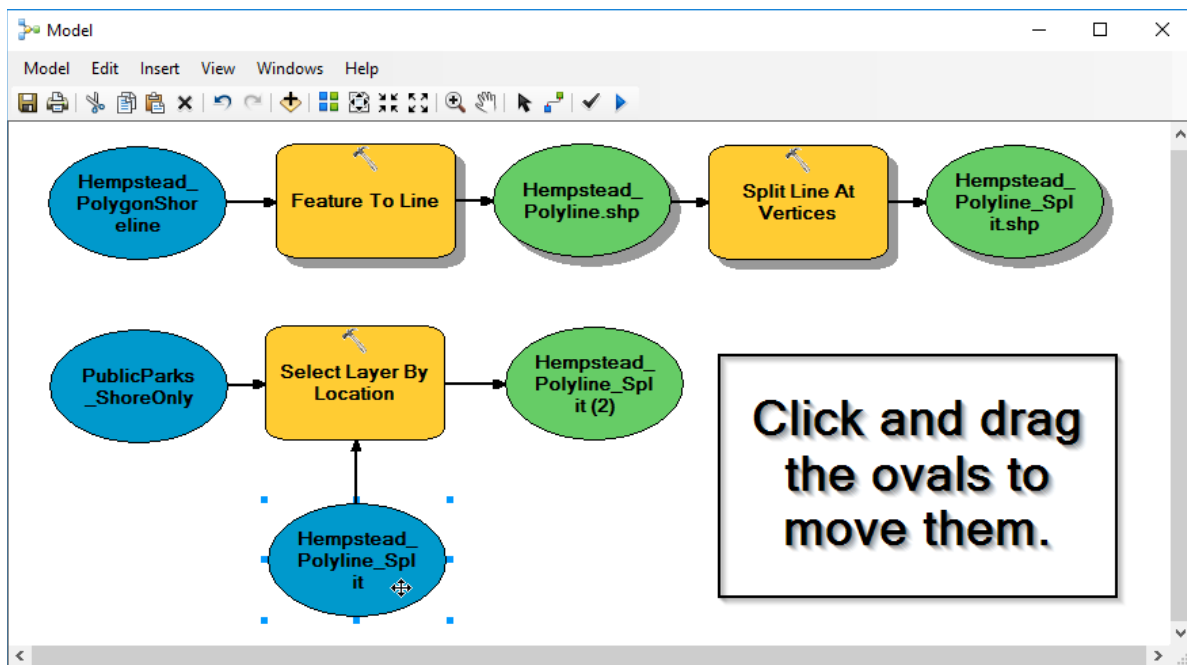 Model
Model Edit Insert View Windows Help
Hempstead_
PolygonShor
eline
Feature To Line
Hempstead_
Polyline.shp
Split Line At
Vertices
Hempstead_
Polyline_Spl
it.shp
PublicParks
_ShoreOnly
Select Layer By
Location
Hempstead_
Polyline_Spl
it (2)
Click and drag
the ovals to
move them.
Hempstead_
Polyline_Spl
it